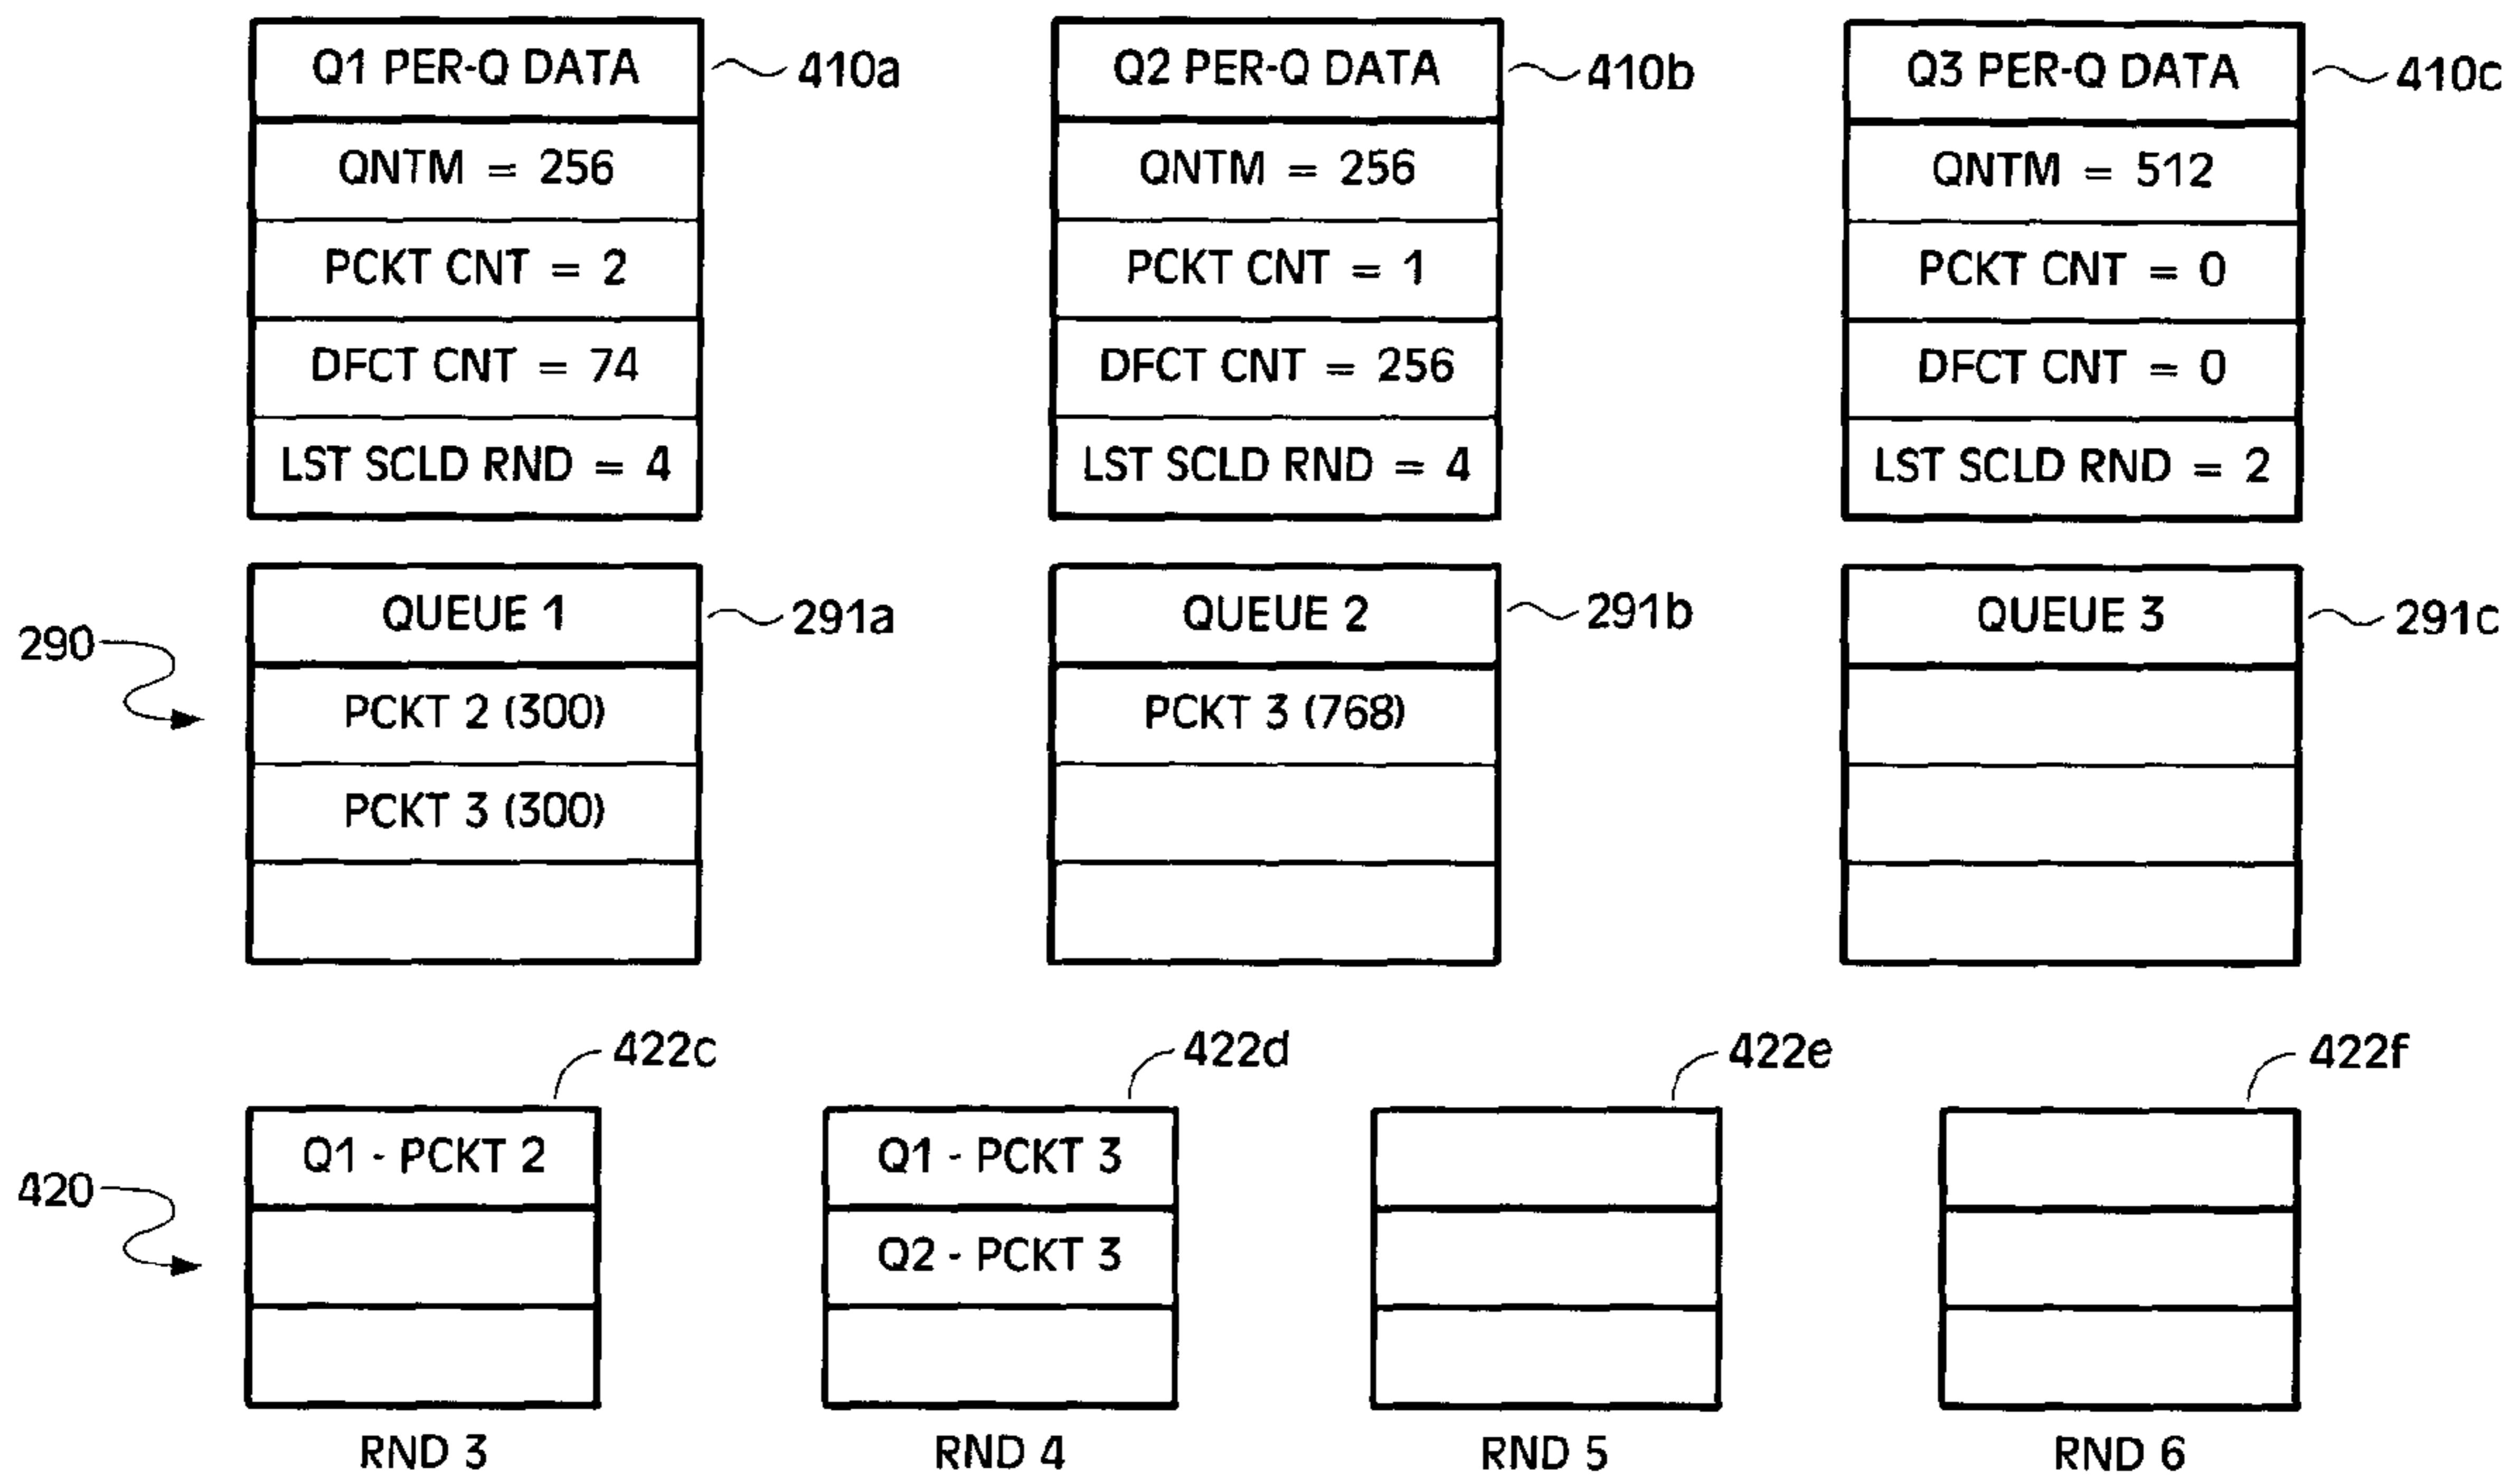 Q1 PER-Q DATA
410a
QNTM = 256
PCKT CNT = 2
DFCT CNT = 74
LST SCLD RND = 4
Q2 PER-Q DATA
410b
QNTM = 256
PCKT CNT = 1
DFCT CNT = 256
LST SCLD RND = 4
Q3 PER-Q DATA
410c
QNTM = 512
PCKT CNT = 0
DFCT CNT = 0
LST SCLD RND = 2
290
QUEUE 1
291a
PCKT 2 (300)
PCKT 3 (300)
QUEUE 2
291b
PCKT 3 (768)
QUEUE 3
291c
420
422c
Q1 - PCKT 2
RND 3
422d
Q1 - PCKT 3
Q2 - PCKT 3
RND 4
422e
RND 5
422f
RND 6